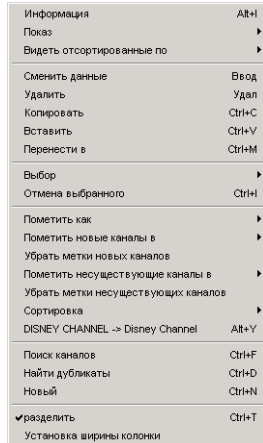 Информация Alt+I
Показ
Видеть отсортированные по
Сменить данные Ввод
Удалить Удал
Копировать Ctrl+C
Вставить Ctrl+V
Перенести в Ctrl+M
Выбор
Отмена выбранного Ctrl+I
Пометить как
Пометить новые каналы в
Убрать метки новых каналов
Пометить несуществующие каналы в
Убрать метки несуществующих каналов
Сортировка
DISNEY CHANNEL -> Disney Channel Alt+Y
Поиск каналов Ctrl+F
Найти дубликаты Ctrl+D
Новый Ctrl+N
разделить Ctrl+T
Установка ширины колонки